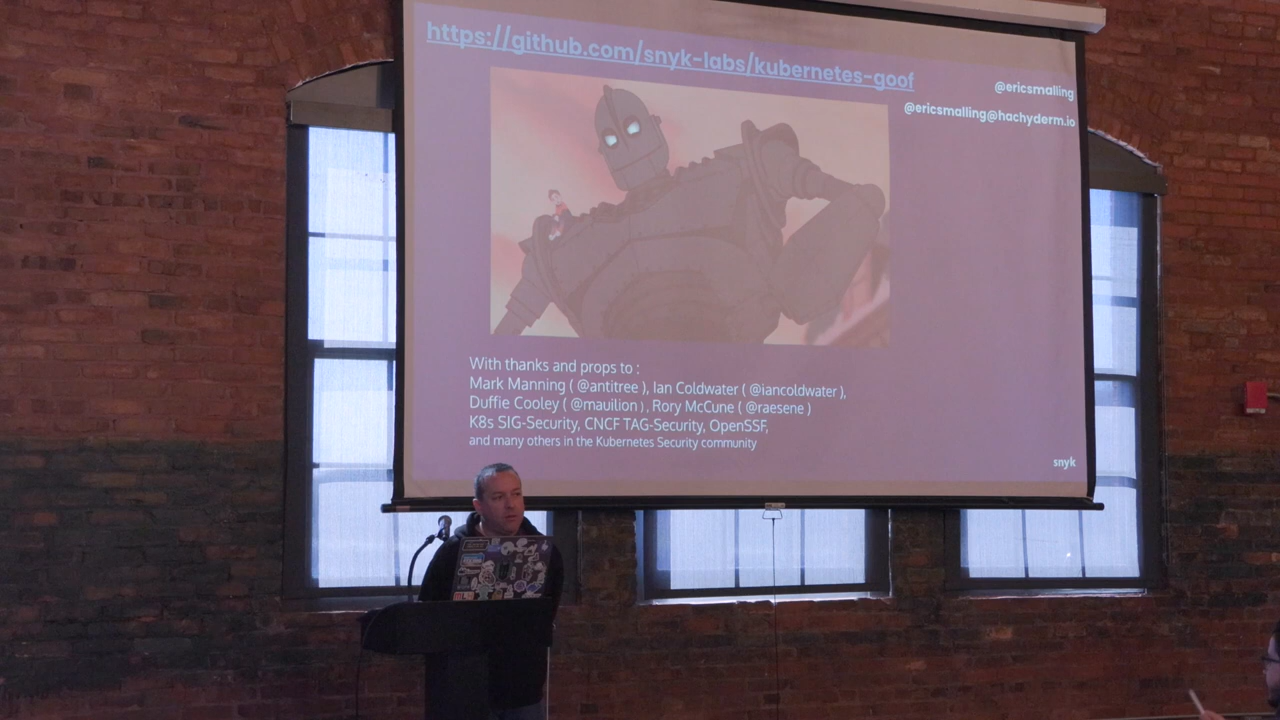 https://github.com/snyk-labs/kubernetes-goof
@ericsmalling
@ericsmalling@hachyderm.io
With thanks and props to :
Mark Manning ( @antitree ), Ian Coldwater ( @iancoldwater ),
Duffie Cooley ( @mauilion ), Rory McCune ( @raesene )
K8s SIG-Security, CNCF TAG-Security, OpenSSF,
and many others in the Kubernetes Security community
snyk